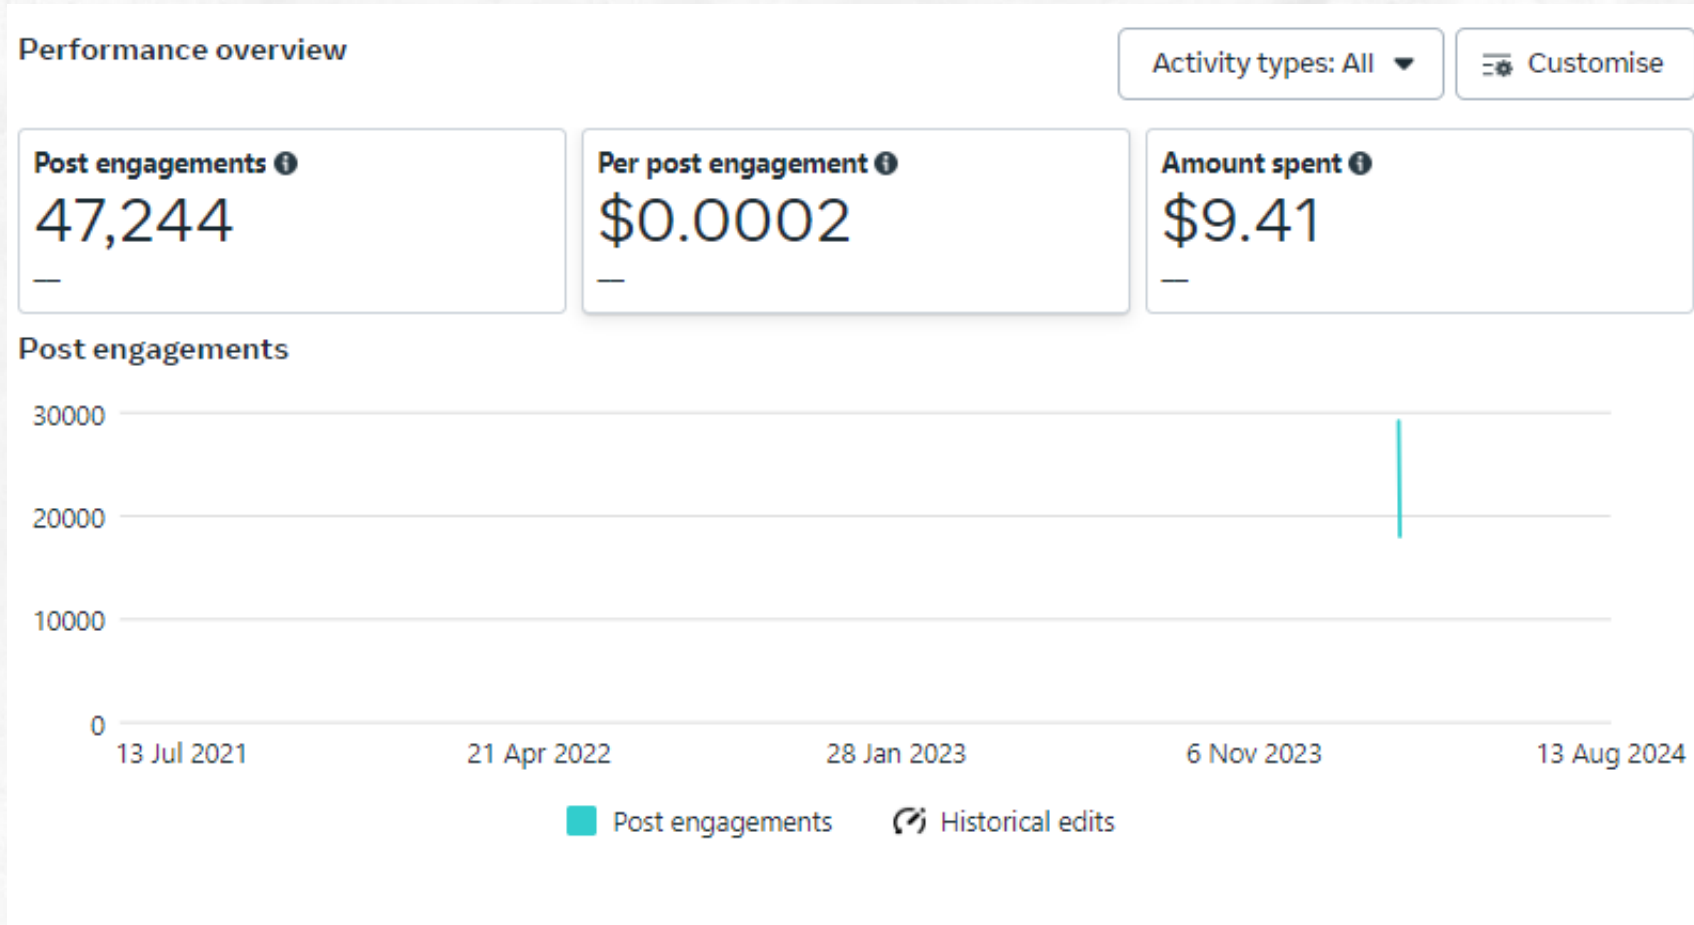 Performance overview
Activity types: All
Customise
Post engagements
47,244
—
Per post engagement
$0.0002
—
Amount spent
$9.41
—
Post engagements
30000
20000
10000
0
13 Jul 2021
21 Apr 2022
28 Jan 2023
6 Nov 2023
13 Aug 2024
Post engagements
Historical edits